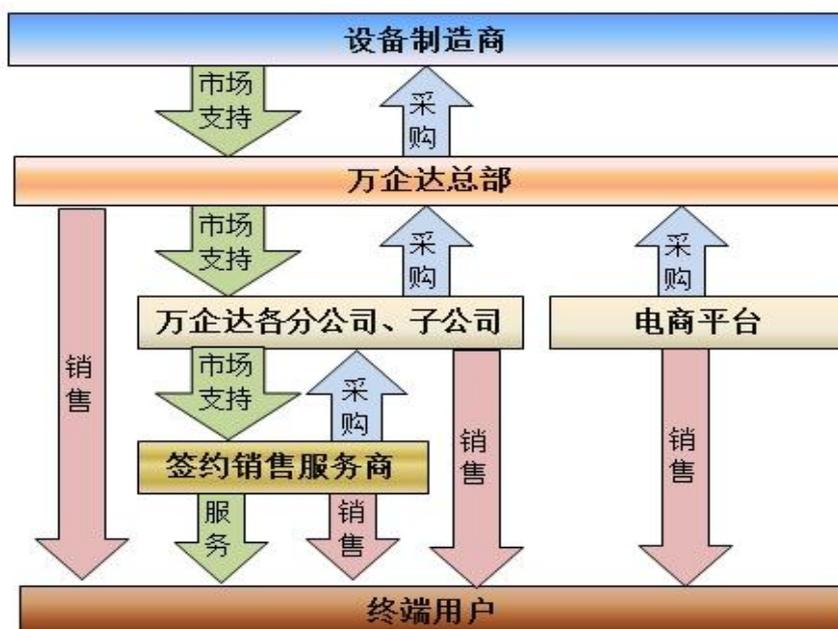 设备制造商
市场
支持
采
购
万企达总部
市场
支持
采
购
采
购
万企达各分公司、子公司
电商平台
销
售
市场
支持
采
购
销
售
销
售
签约销售服务商
服
务
销
售
终端用户